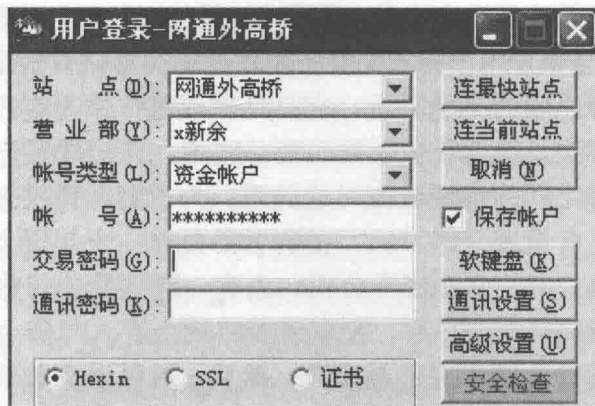 用户登录-网通外高桥
站 点(D): 网通外高桥 连最快站点
营 业 部(Y): x新余 连当前站点
帐号类型(L): 资金帐户 取消(N)
帐 号(A): ********** 保存帐户
交易密码(G): 软键盘(K)
通讯密码(X): 通讯设置(S)
高级设置(U)
Hexin SSL 证书 安全检查